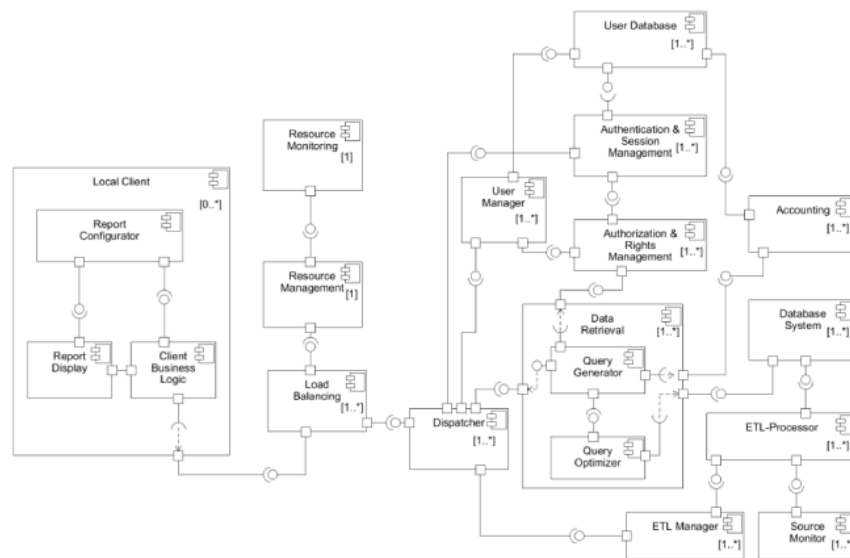 User Database
[1..*]
Authentication &
Session
Management
[1..*]
Resource
Monitoring
[1]
Local Client
[0..*]
User
Manager
[1..*]
Accounting
[1..*]
Report
Configurator
Authorization &
Rights
Management
[1..*]
Resource
Management
[1]
Data
Retrieval
[1..*]
Database
System
[1..*]
Report
Display
Client
Business
Logic
Query
Generator
Load
Balancing
[1..*]
Dispatcher
[1..*]
ETL-Processor
[1..*]
Query
Optimizer
ETL Manager
[1..*]
Source
Monitor
[1..*]